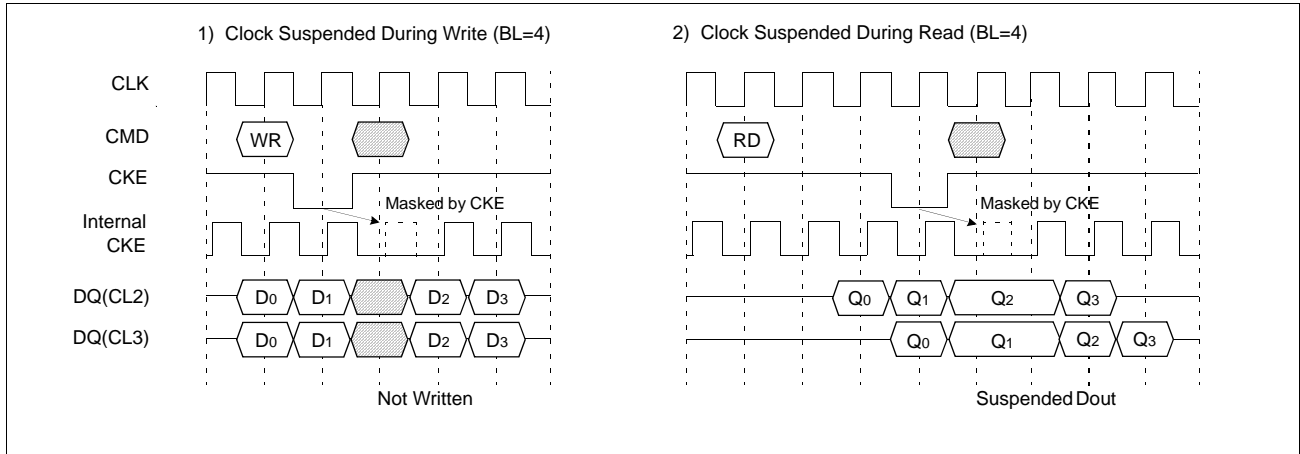 1) Clock Suspended During Write (BL=4)
2) Clock Suspended During Read (BL=4)
CLK
CMD WR RD
CKE
Masked by CKE Masked by CKE
Internal
CKE
DQ(CL2) D0 D1 D2 D3 Q0 Q1 Q2 Q3
DQ(CL3) D0 D1 D2 D3 Q0 Q1 Q2 Q3
Not Written Suspended Dout